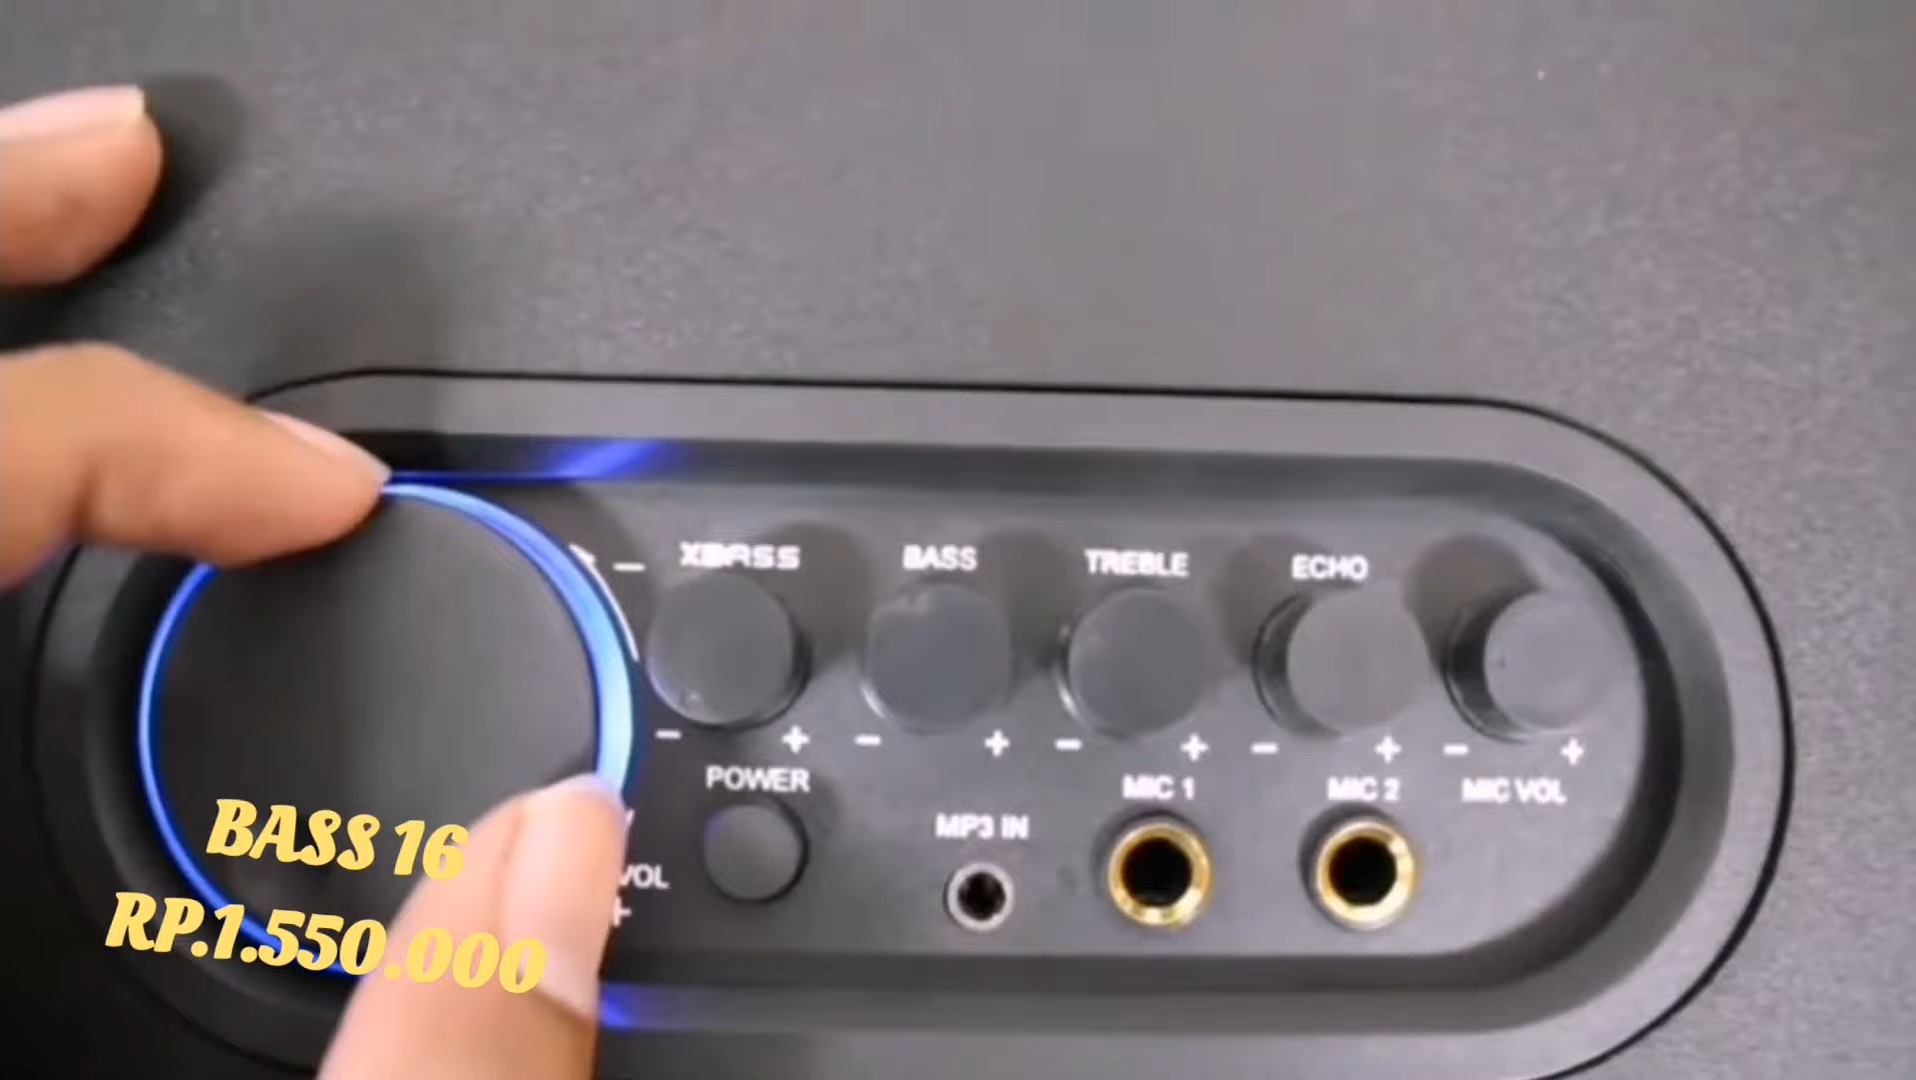 XBASS
BASS
TREBLE
ECHO
POWER
MIC 1
MIC 2
MIC VOL
MP3 IN
VOL
BASS 16
RP.1.550.000